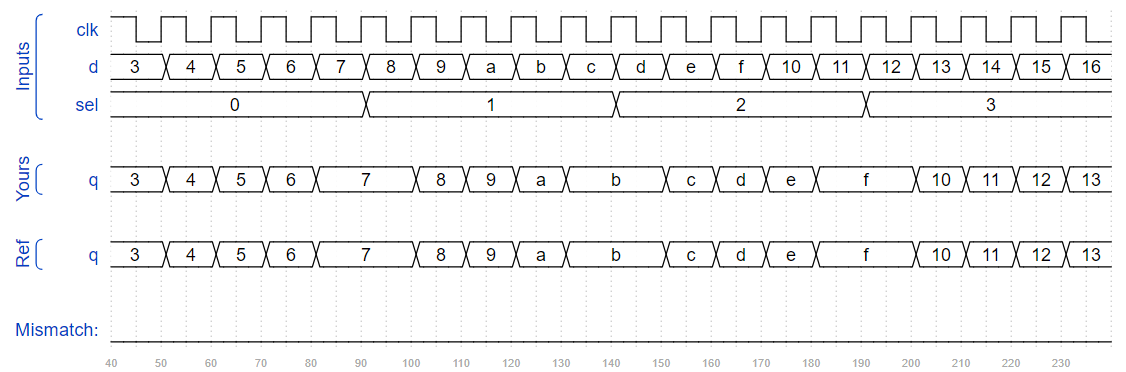 Inputs
clk
d 3 4 5 6 7 8 9 a b c d e f 10 11 12 13 14 15 16
sel 0 1 2 3
Yours
q 3 4 5 6 7 8 9 a b c d e f 10 11 12 13
Ref
q 3 4 5 6 7 8 9 a b c d e f 10 11 12 13
Mismatch:
40 50 60 70 80 90 100 110 120 130 140 150 160 170 180 190 200 210 220 230